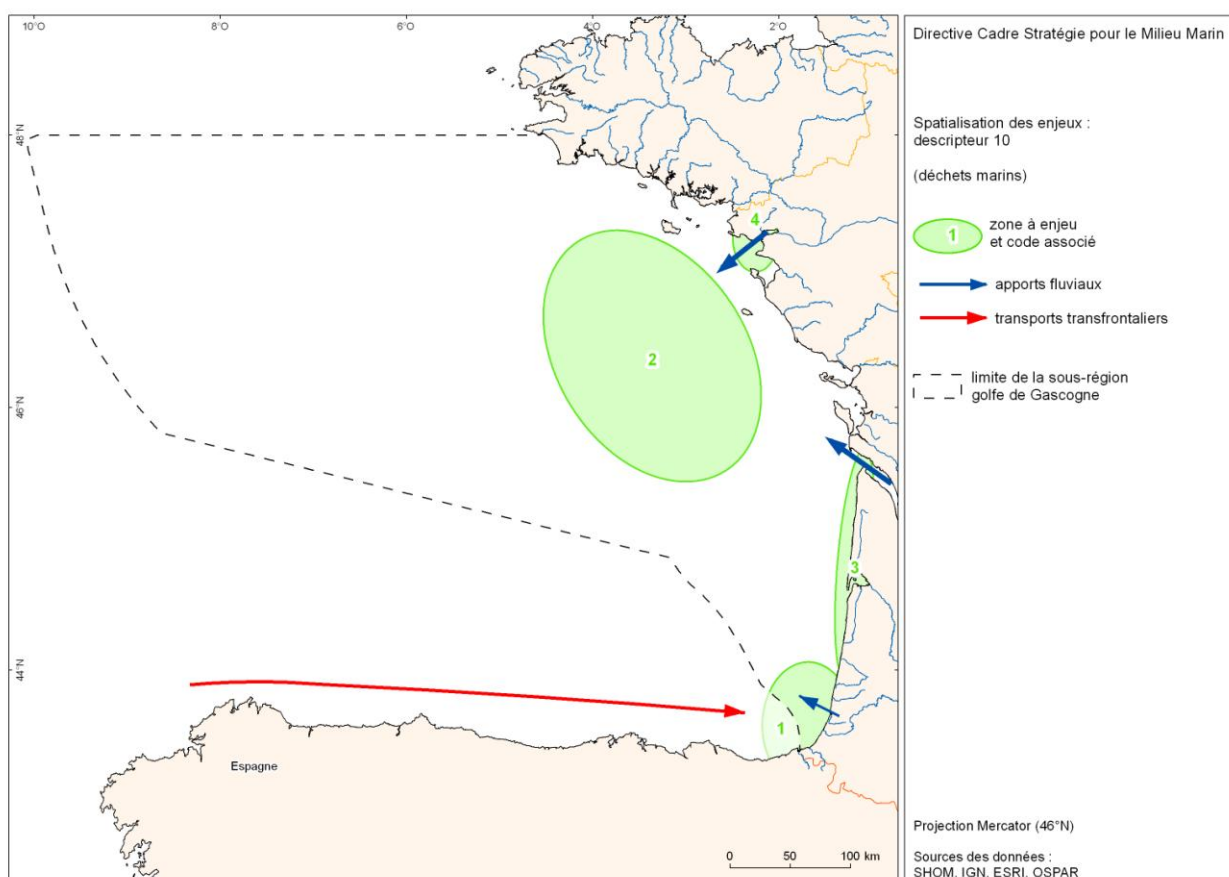 10°O
8°O
6°O
4°O
2°O
48°N
46°N
44°N
4
2
3
1
Espagne
0 50 100 km
Directive Cadre Stratégie pour le Milieu Marin
Spatialisation des enjeux :
descripteur 10
(déchets marins)
1
zone à enjeu
et code associé
apports fluviaux
transports transfrontaliers
limite de la sous-région
golfe de Gascogne
Projection Mercator (46°N)
Sources des données :
SHOM, IGN, ESRI, OSPAR